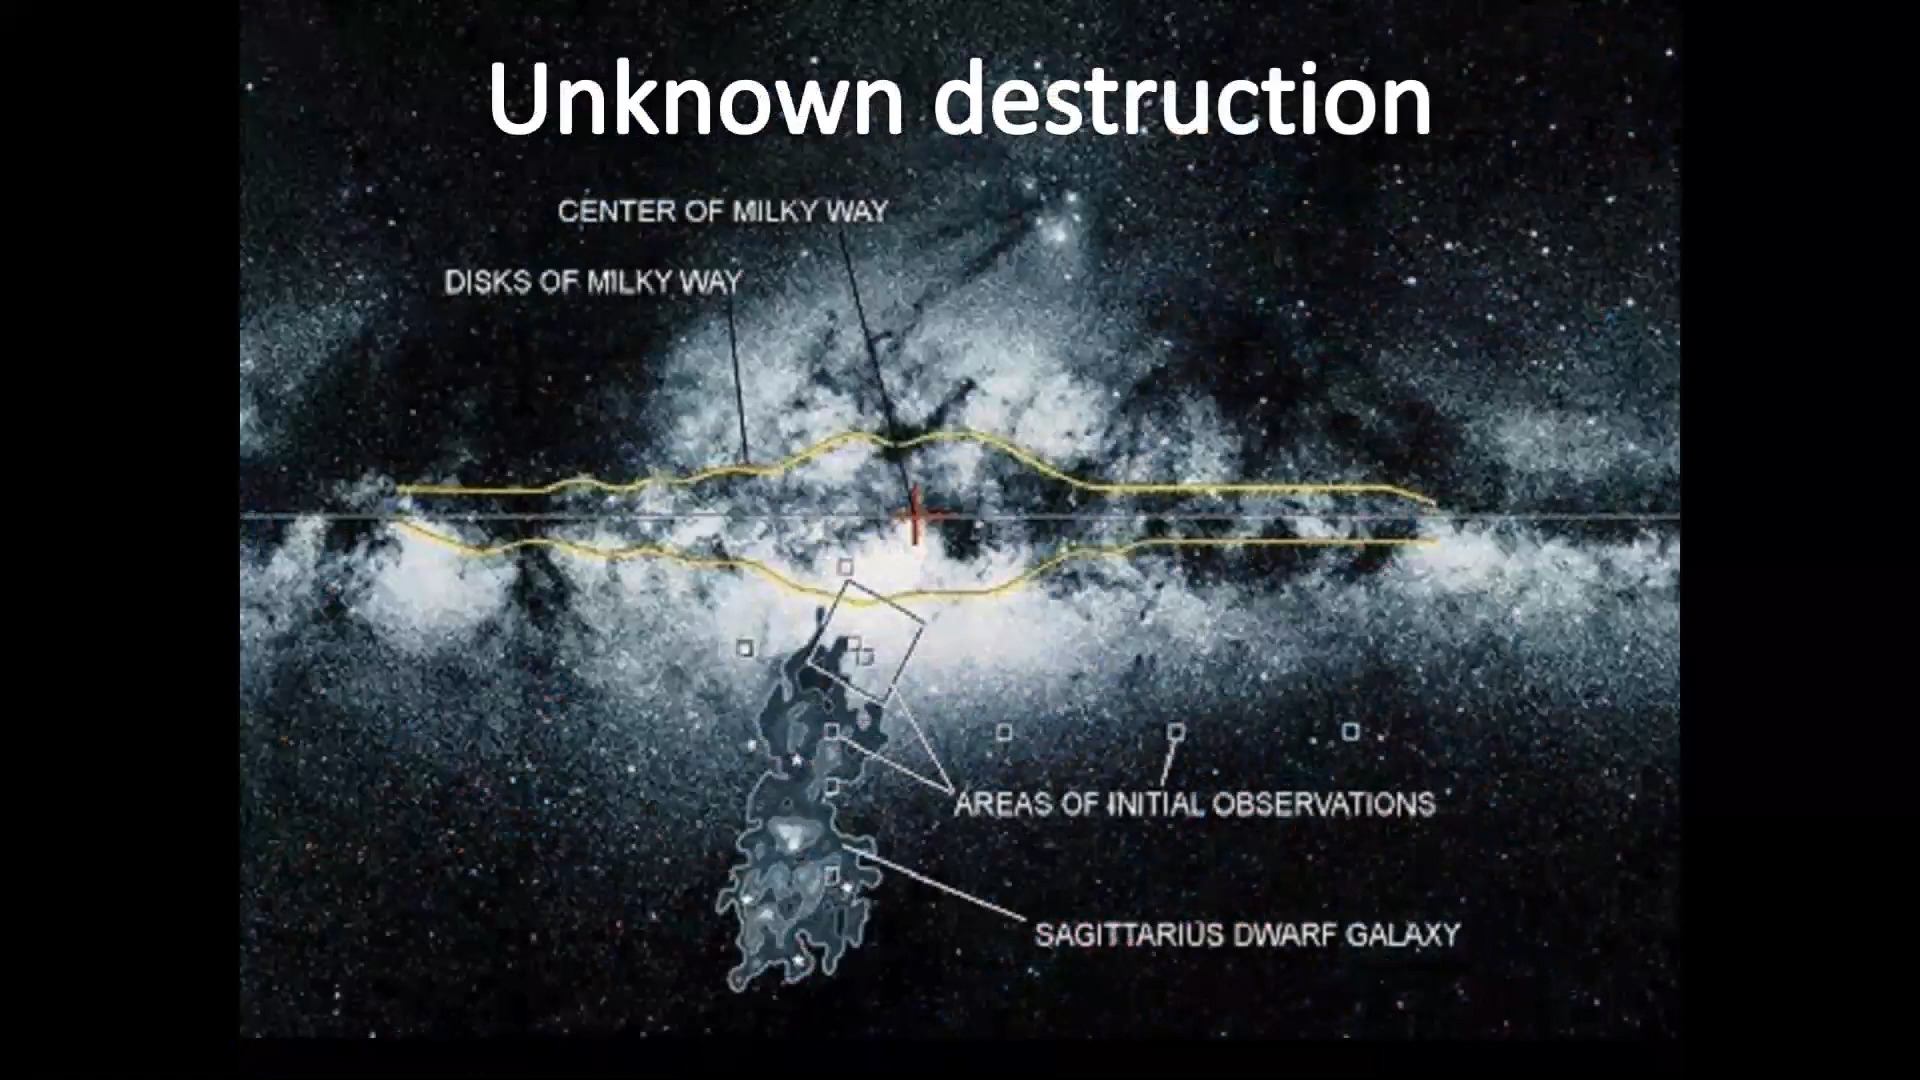 Unknown destruction
CENTER OF MILKY WAY
DISKS OF MILKY WAY
AREAS OF INITIAL OBSERVATIONS
SAGITTARIUS DWARF GALAXY